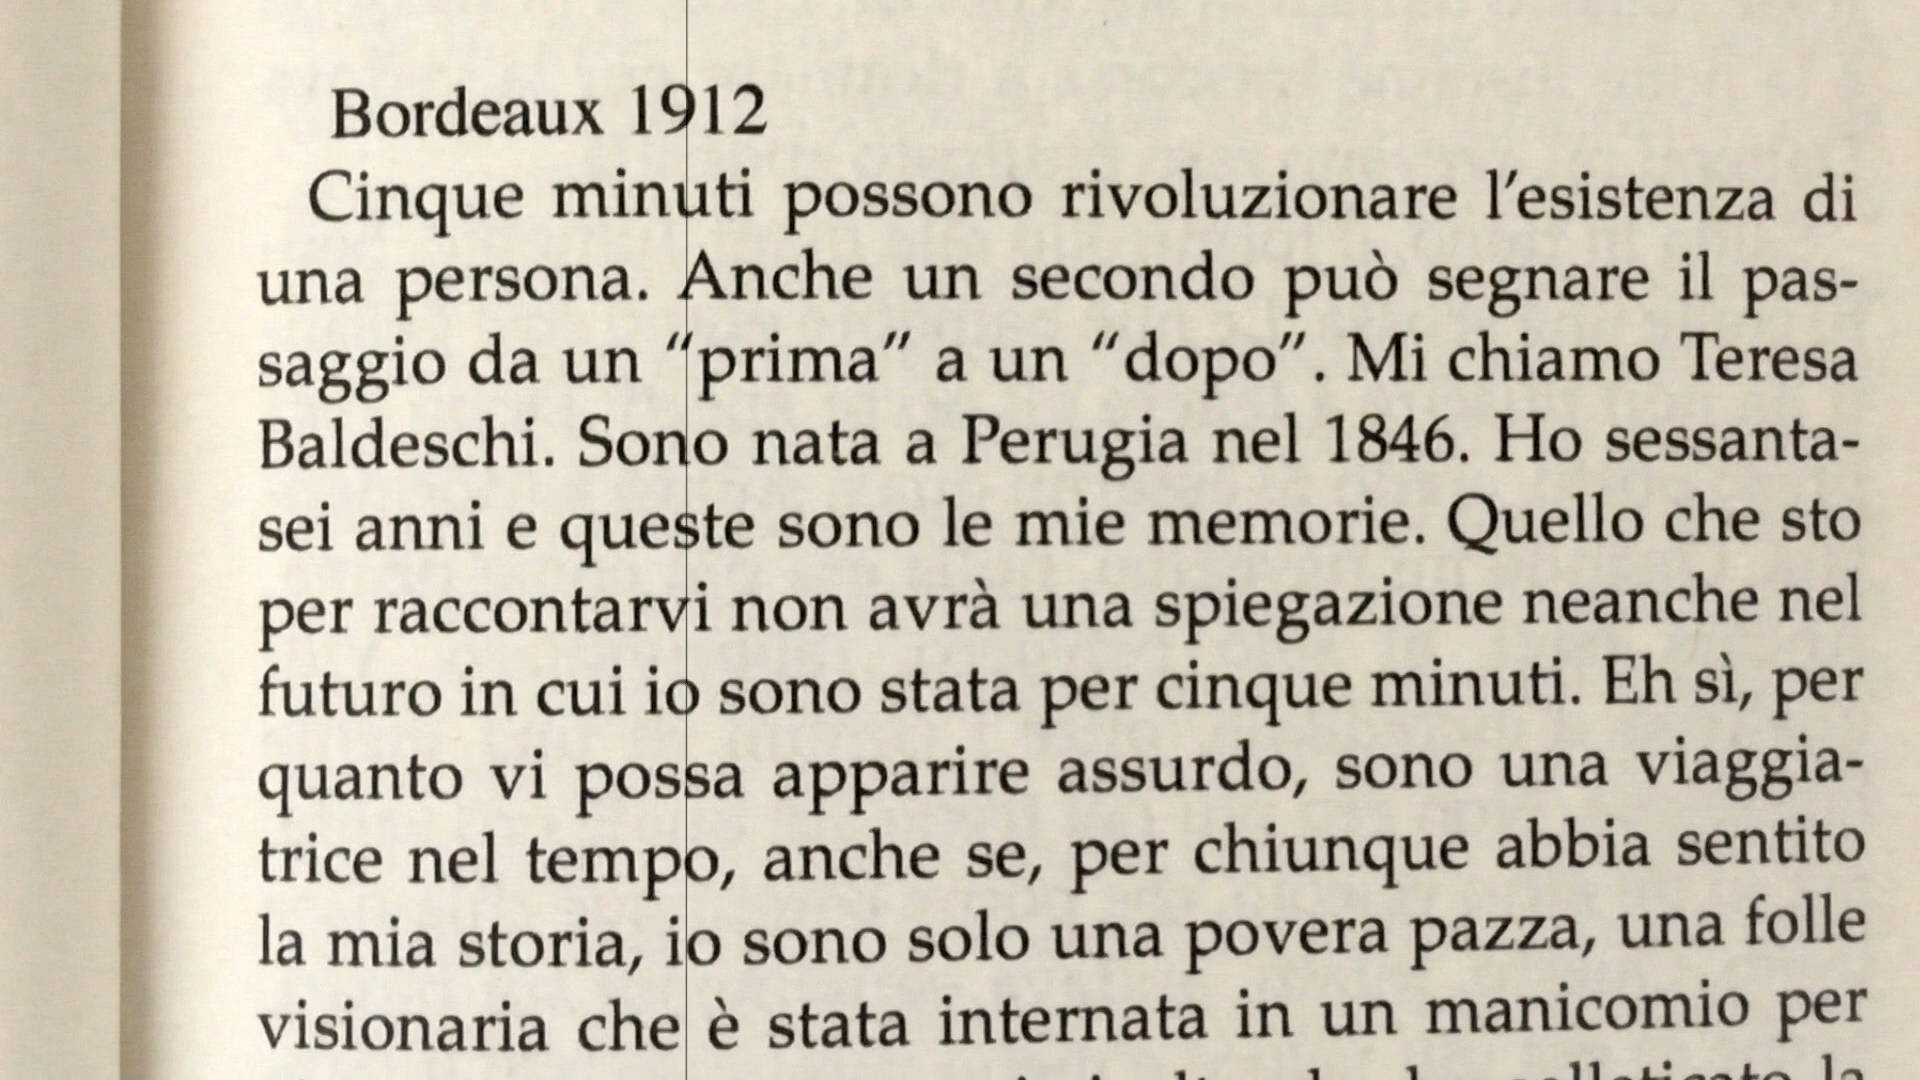 Bordeaux 1912
Cinque minuti possono rivoluzionare l'esistenza di
una persona. Anche un secondo può segnare il pas-
saggio da un “prima” a un “dopo”. Mi chiamo Teresa
Baldeschi. Sono nata a Perugia nel 1846. Ho sessanta-
sei anni e queste sono le mie memorie. Quello che sto
per raccontarvi non avrà una spiegazione neanche nel
futuro in cui io sono stata per cinque minuti. Eh sì, per
quanto vi possa apparire assurdo, sono una viaggia-
trice nel tempo, anche se, per chiunque abbia sentito
la mia storia, io sono solo una povera pazza, una folle
visionaria che è stata internata in un manicomio per